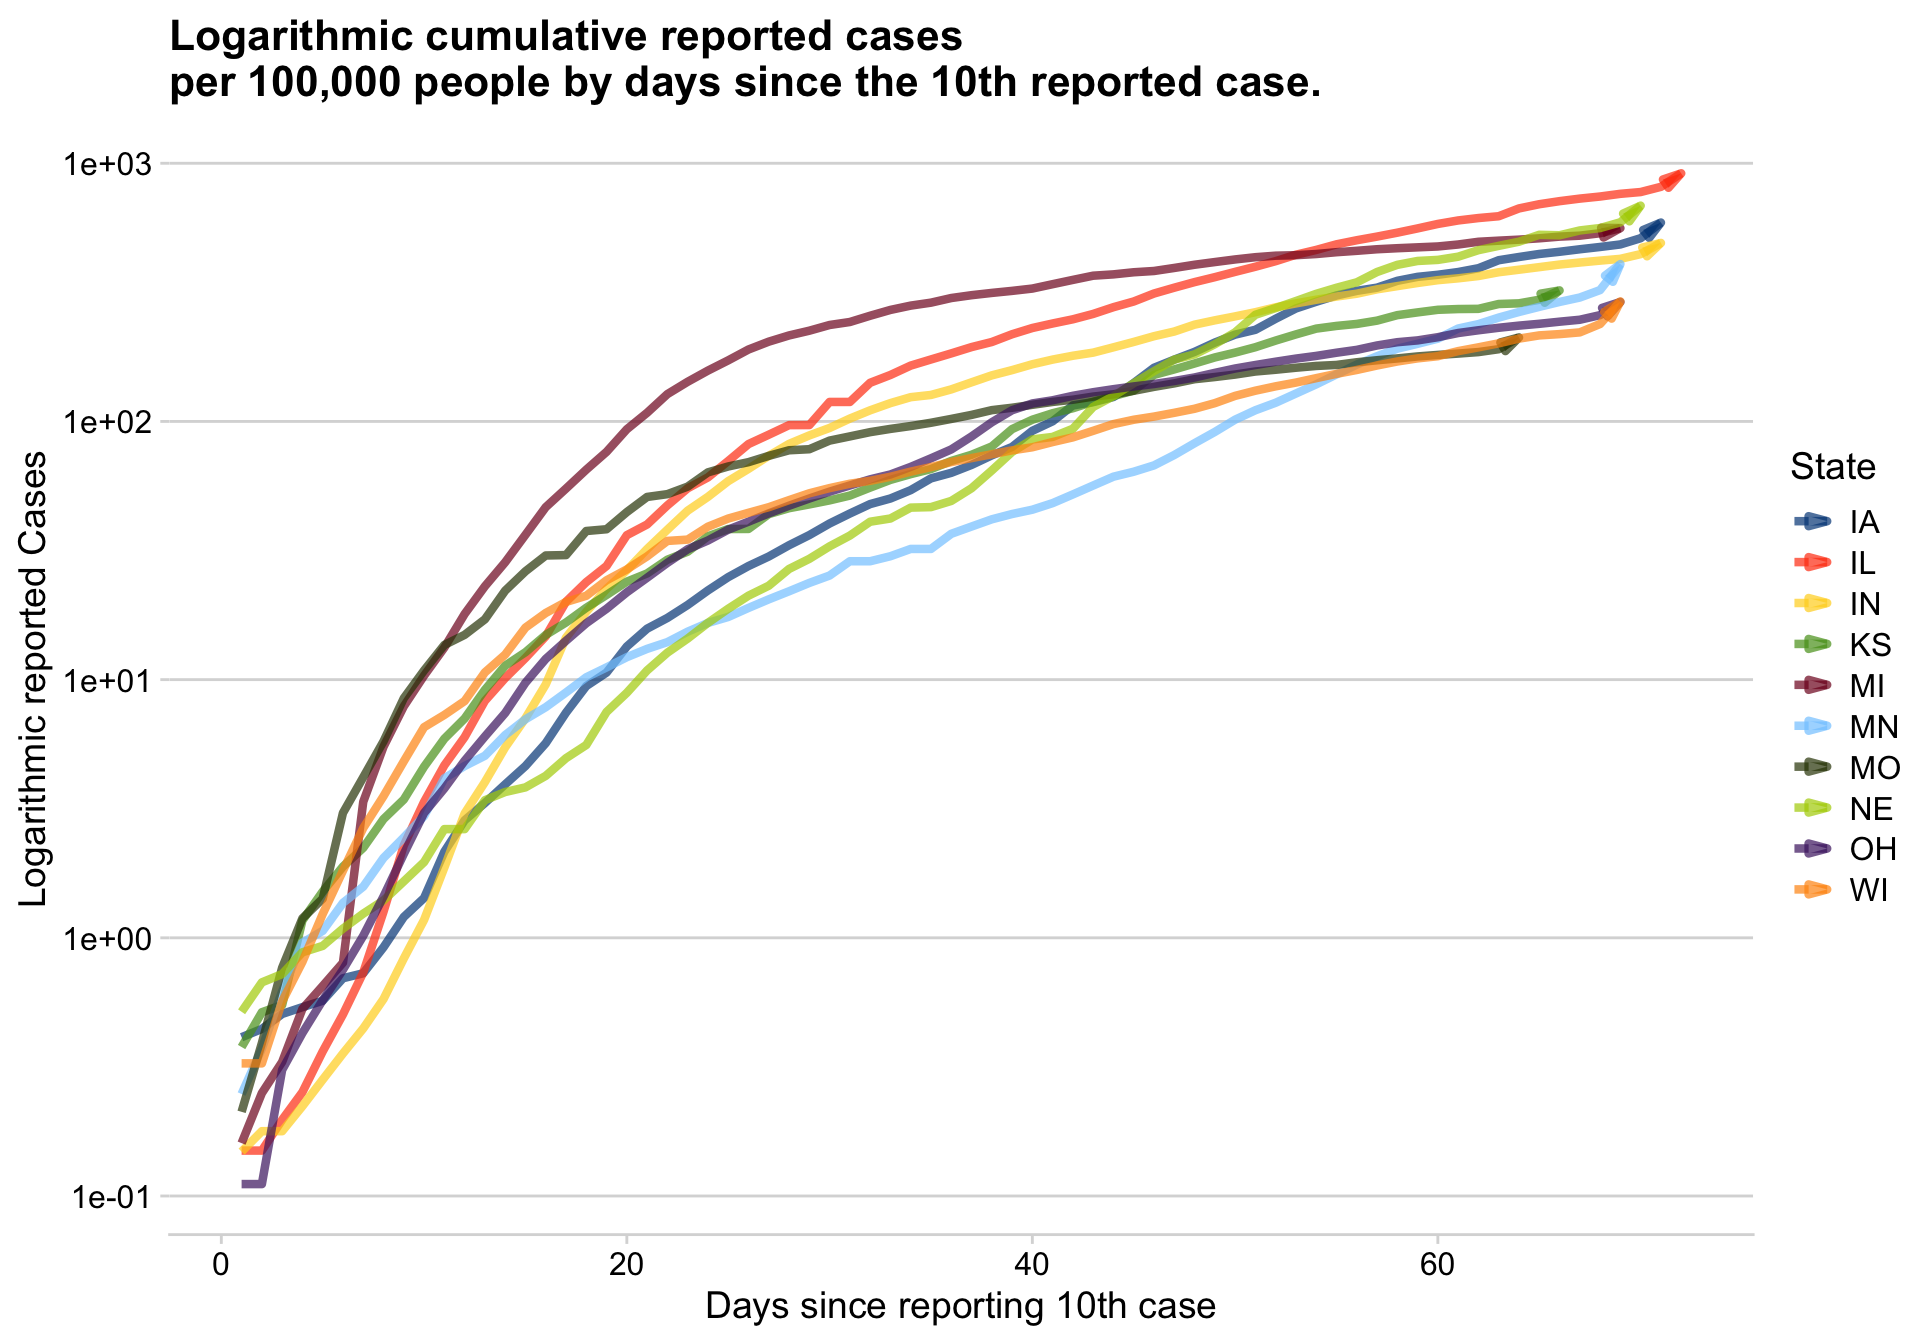 Logarithmic cumulative reported cases
per 100,000 people by days since the 10th reported case.
1e+03
1e+02
1e+01
1e+00
1e-01
Logarithmic reported Cases
0
20
40
60
Days since reporting 10th case
State
IA
IL
IN
KS
MI
MN
MO
NE
OH
WI